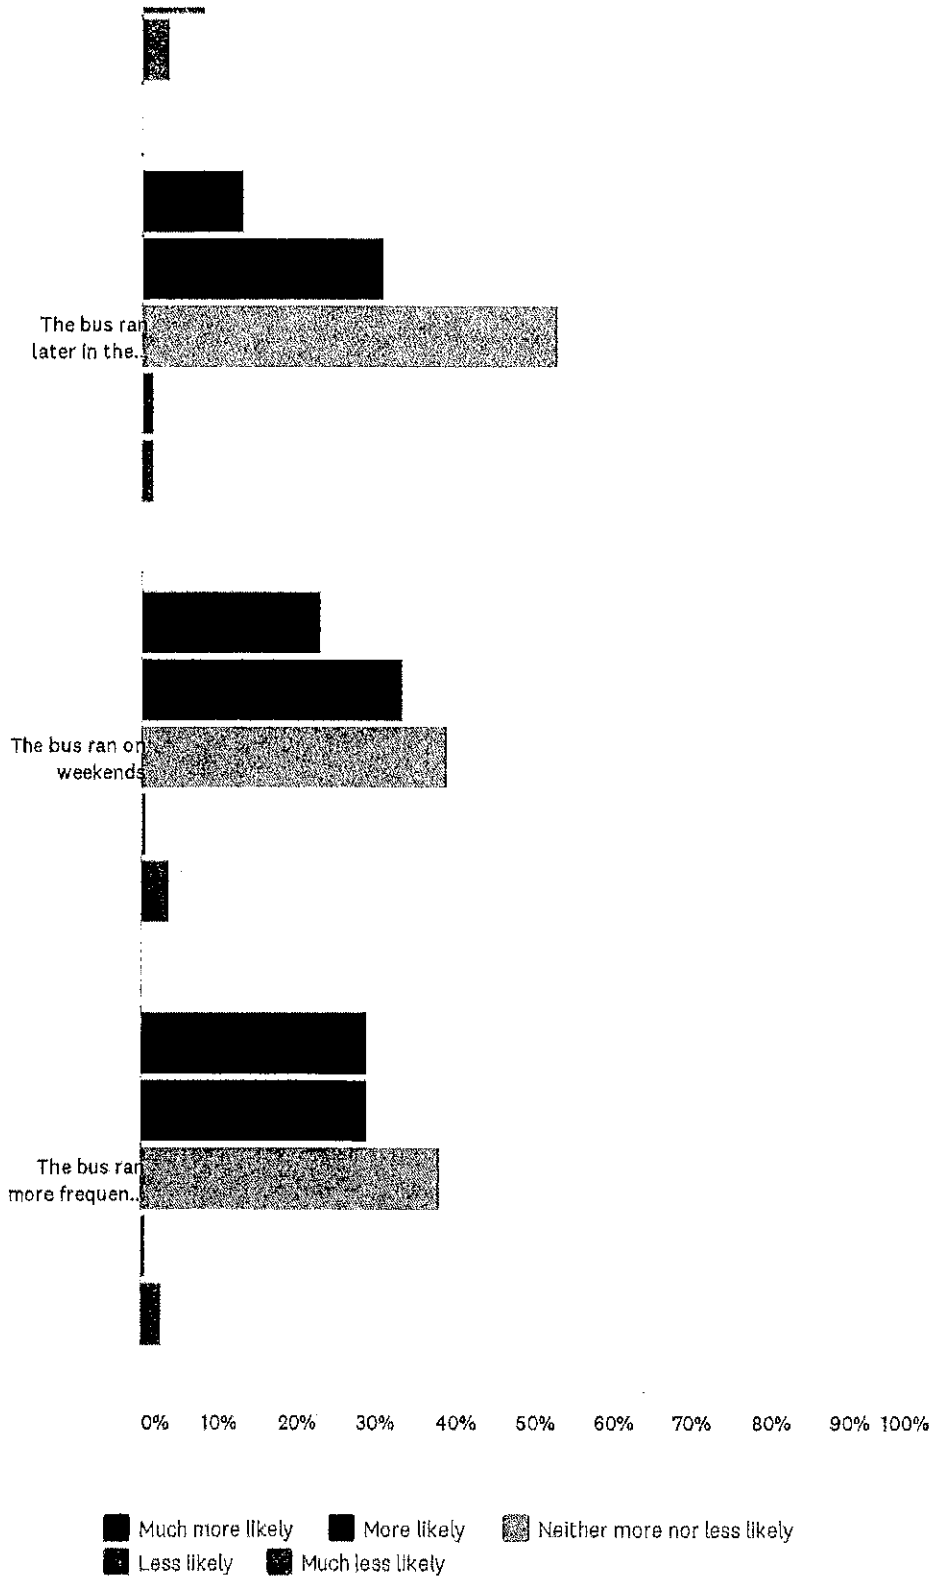 The bus ran
later in the..
The bus ran on
weekends
The bus ran
more frequen..
0% 10% 20% 30% 40% 50% 60% 70% 80% 90% 100%
Much more likely More likely Neither more nor less likely
Less likely Much less likely